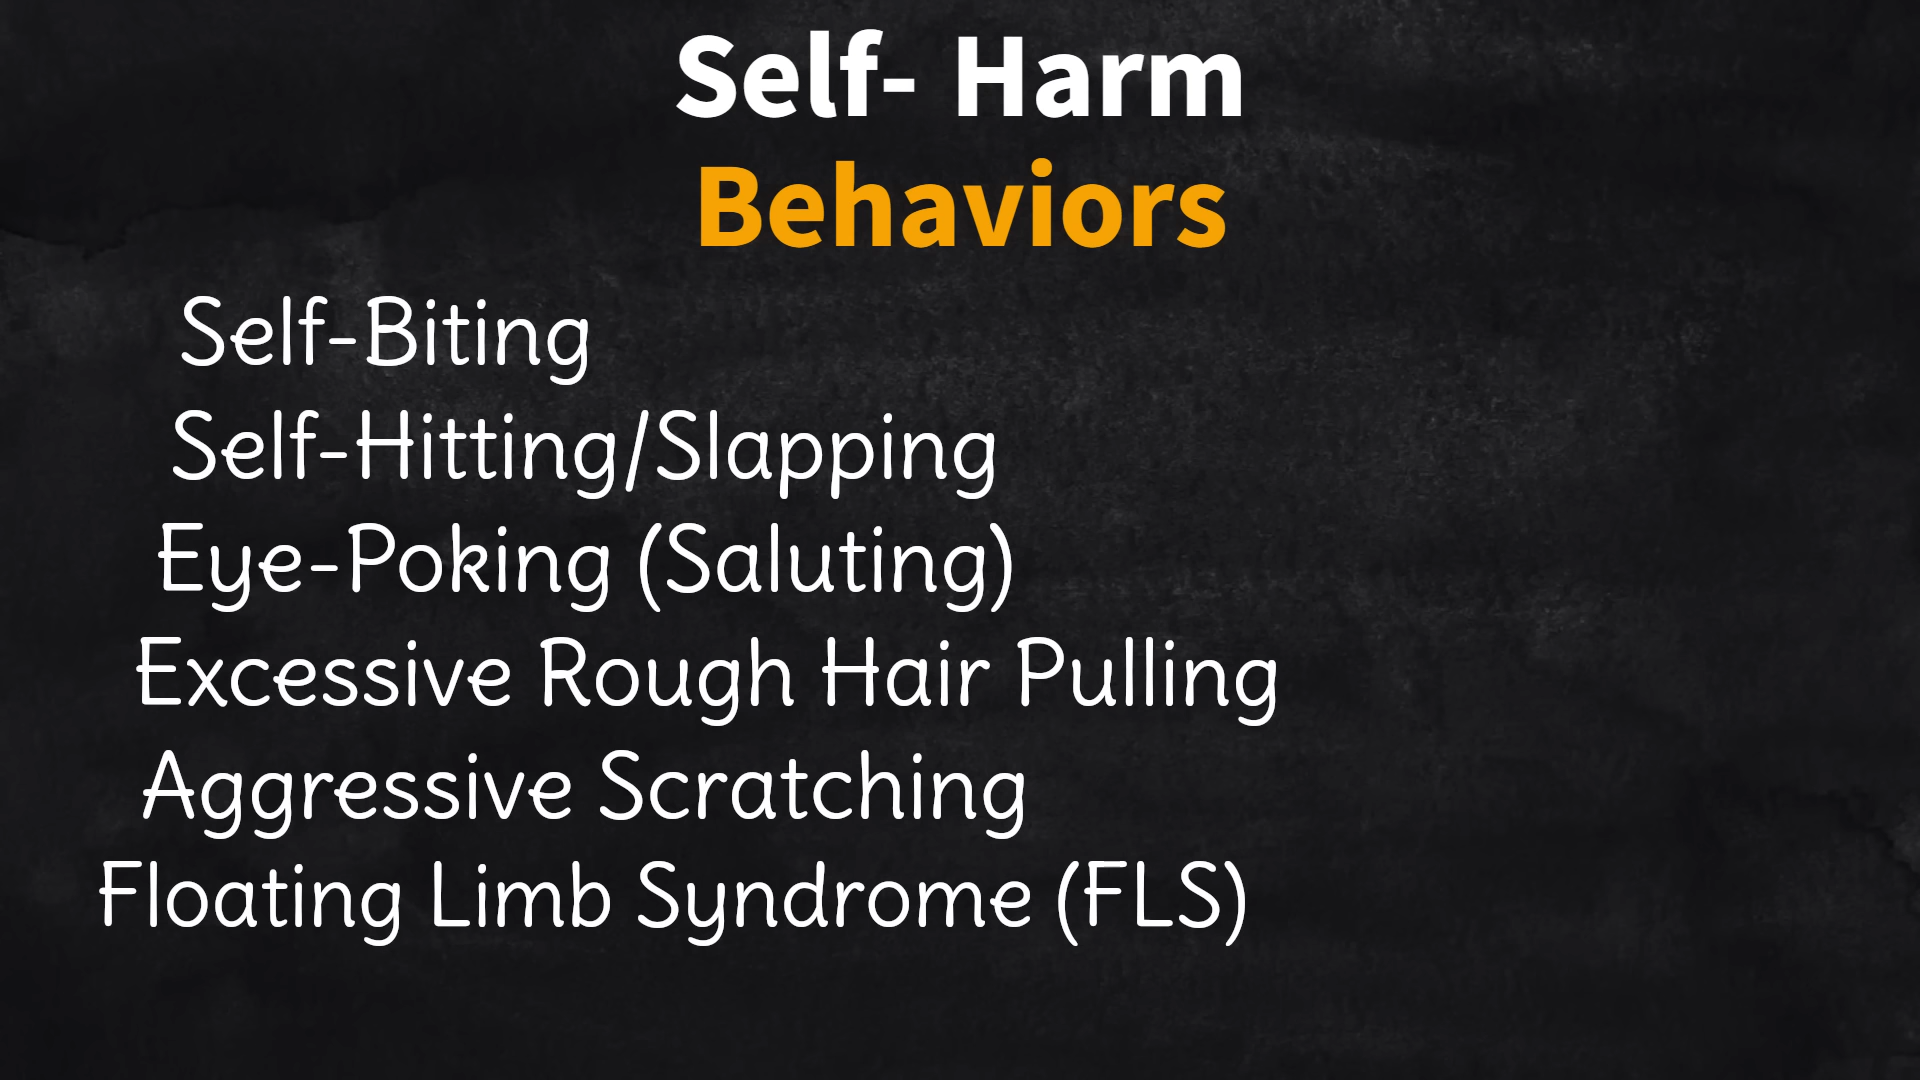 Self- Harm
Behaviors
Self-Biting
Self-Hitting/Slapping
Eye-Poking (Saluting)
Excessive Rough Hair Pulling
Aggressive Scratching
Floating Limb Syndrome (FLS)